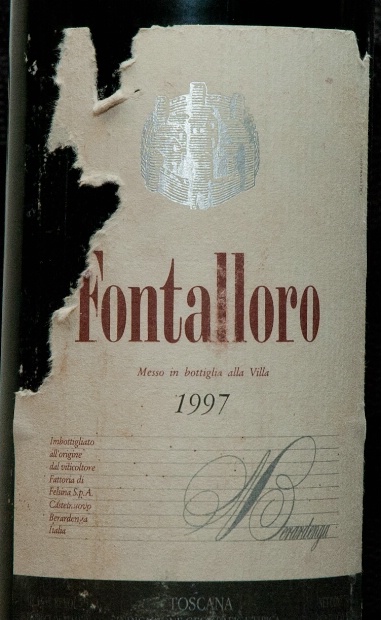 Fontalloro
Messo in bottiglia alla Villa
1997
Imbottigliato
all'origine
dal viticoltore
Fattoria di
Felsina S.p.A.
Castelnuovo
Berardenga
Italia
Berardenga
TOSCANA